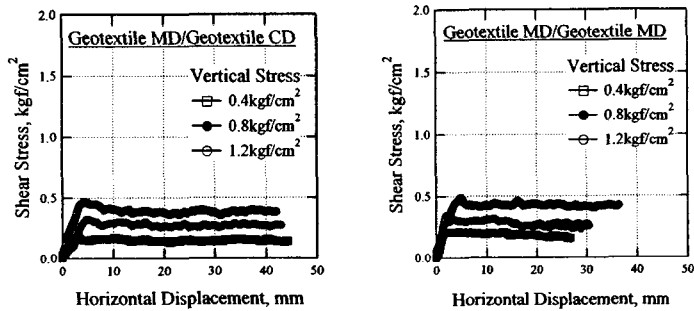 Geotextile MD/Geotextile CD
Vertical Stress
0.4kgf/cm²
0.8kgf/cm²
1.2kgf/cm²
Shear Stress, kgf/cm²
2.0
1.5
1.0
0.5
0.0
0 10 20 30 40 50
Horizontal Displacement, mm
Geotextile MD/Geotextile MD
Vertical Stress
0.4kgf/cm²
0.8kgf/cm²
1.2kgf/cm²
Shear Stress, kgf/cm²
2.0
1.5
1.0
0.5
0.0
0 10 20 30 40 50
Horizontal Displacement, mm